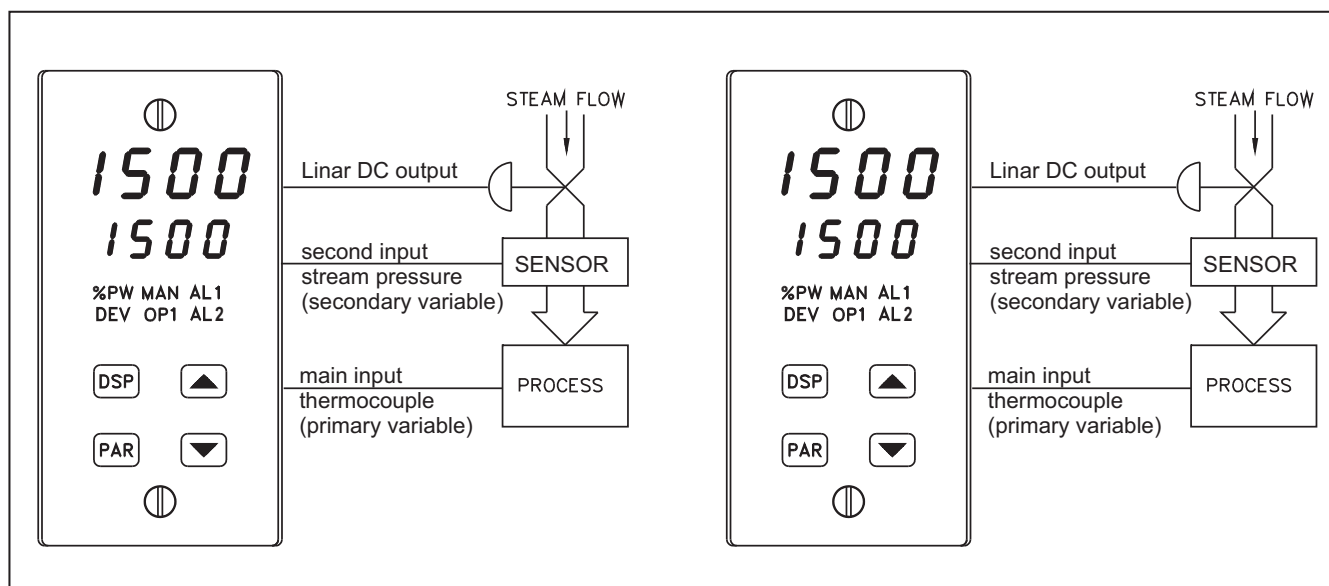 STEAM FLOW
1500
Linar DC output
1500
second input
stream pressure
(secondary variable)
SENSOR
%PW MAN AL1
DEV OP1 AL2
DSP
main input
thermocouple
(primary variable)
PROCESS
PAR
STEAM FLOW
1500
Linar DC output
1500
second input
stream pressure
(secondary variable)
SENSOR
%PW MAN AL1
DEV OP1 AL2
DSP
main input
thermocouple
(primary variable)
PROCESS
PAR